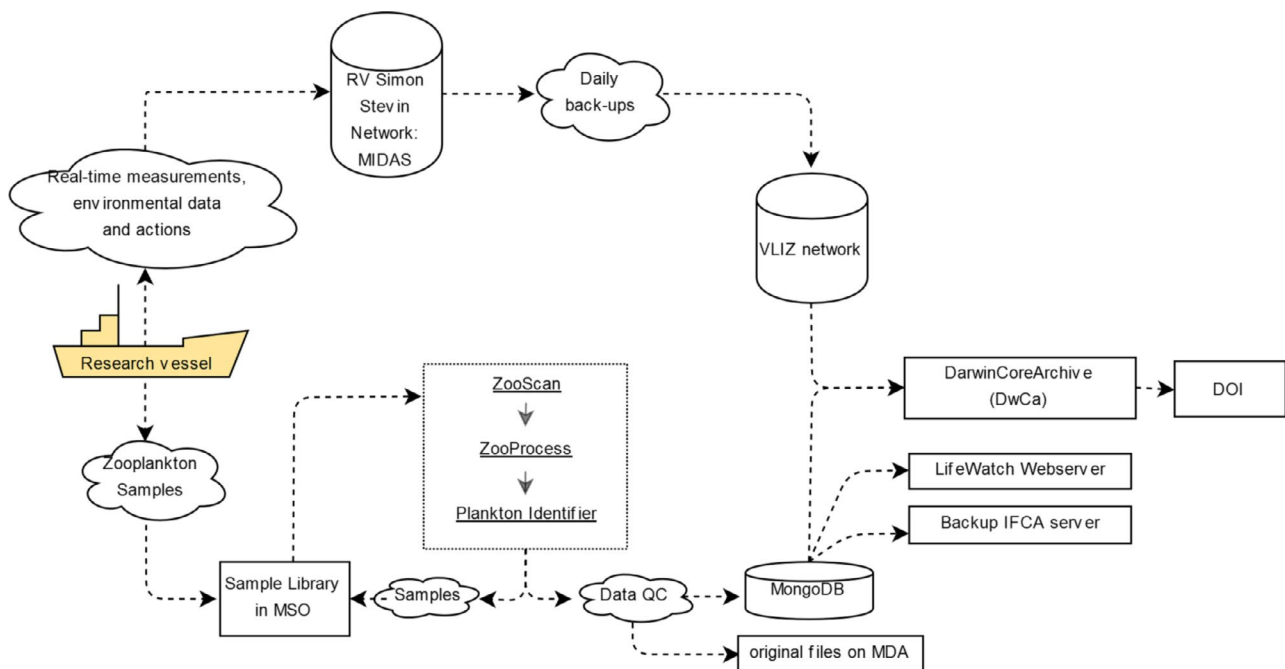 RV Simon
Stevin
Network:
MIDAS
Daily
back-ups
Real-time measurements,
environmental data
and actions
VLIZ network
Research vessel
ZooScan
ZooProcess
Plankton Identifier
DarwinCoreArchive
(DwCa)
DOI
Zooplankton
Samples
LifeWatch Webserver
Backup IFCA server
Sample Library
in MSO
Samples
Data QC
MongoDB
original files on MDA